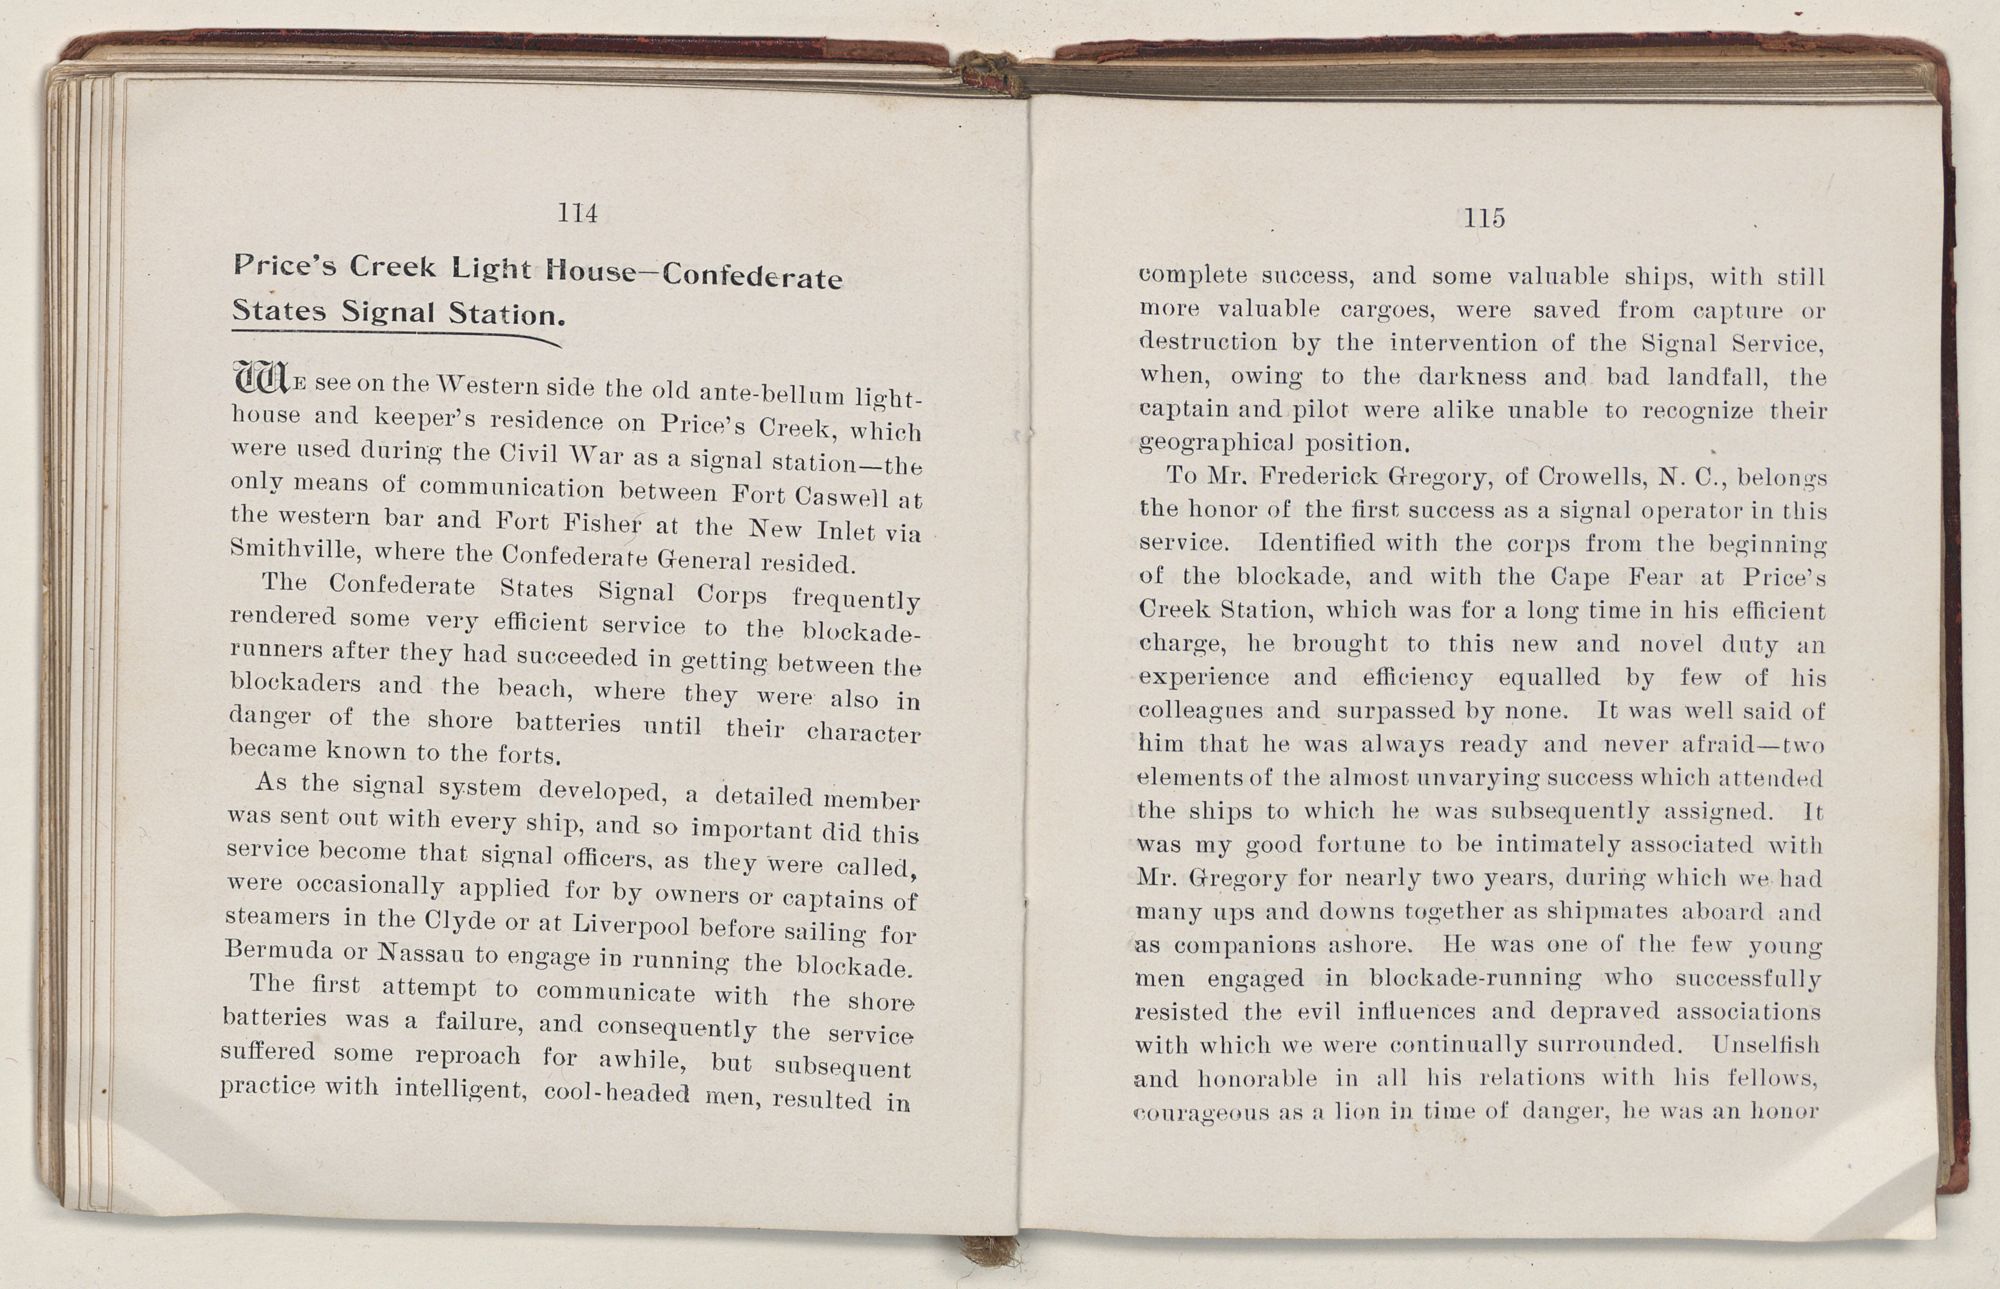 114
Price's Creek Light House—Confederate
States Signal Station.
WE see on the Western side the old ante-bellum light-
house and keeper's residence on Price's Creek, which
were used during the Civil War as a signal station—the
only means of communication between Fort Caswell at
the western bar and Fort Fisher at the New Inlet via
Smithville, where the Confederate General resided.
The Confederate States Signal Corps frequently
rendered some very efficient service to the blockade-
runners after they had succeeded in getting between the
blockaders and the beach, where they were also in
danger of the shore batteries until their character
became known to the forts.
As the signal system developed, a detailed member
was sent out with every ship, and so important did this
service become that signal officers, as they were called,
were occasionally applied for by owners or captains of
steamers in the Clyde or at Liverpool before sailing for
Bermuda or Nassau to engage in running the blockade.
The first attempt to communicate with the shore
batteries was a failure, and consequently the service
suffered some reproach for awhile, but subsequent
practice with intelligent, cool-headed men, resulted in
115
complete success, and some valuable ships, with still
more valuable cargoes, were saved from capture or
destruction by the intervention of the Signal Service,
when, owing to the darkness and bad landfall, the
captain and pilot were alike unable to recognize their
geographical position.
To Mr. Frederick Gregory, of Crowells, N. C., belongs
the honor of the first success as a signal operator in this
service. Identified with the corps from the beginning
of the blockade, and with the Cape Fear at Price's
Creek Station, which was for a long time in his efficient
charge, he brought to this new and novel duty an
experience and efficiency equalled by few of his
colleagues and surpassed by none. It was well said of
him that he was always ready and never afraid—two
elements of the almost unvarying success which attended
the ships to which he was subsequently assigned. It
was my good fortune to be intimately associated with
Mr. Gregory for nearly two years, during which we had
many ups and downs together as shipmates aboard and
as companions ashore. He was one of the few young
men engaged in blockade-running who successfully
resisted the evil influences and depraved associations
with which we were continually surrounded. Unselfish
and honorable in all his relations with his fellows,
courageous as a lion in time of danger, he was an honor